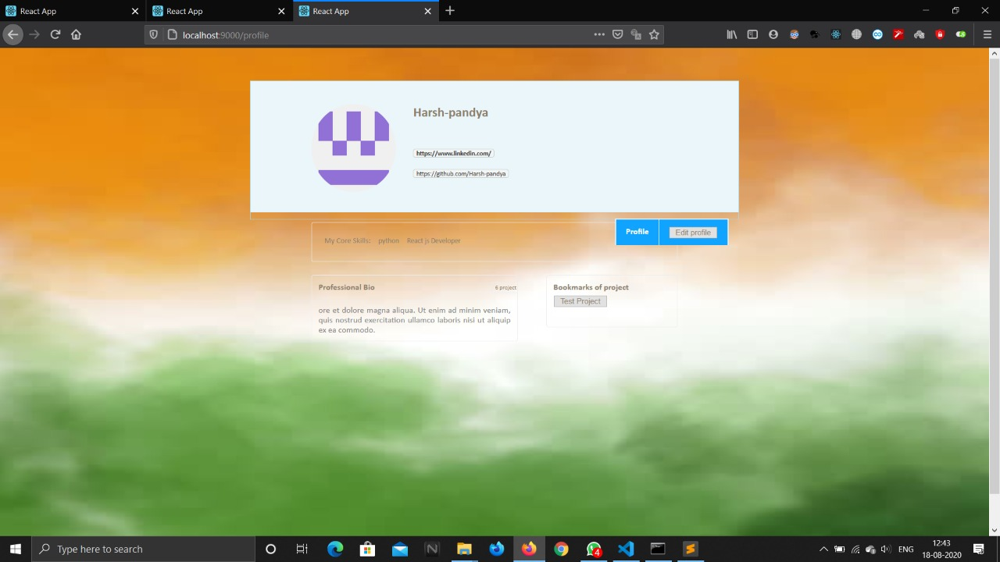 React App React App React App
localhost:9000/profile
Harsh-pandya
https://www.linkedin.com/
https://github.com/Harsh-pandya
Profile Edit profile
My Core Skills: python React js Developer
Professional Bio 6 project
ore et dolore magna aliqua. Ut enim ad minim veniam,
quis nostrud exercitation ullamco laboris nisi ut aliquip
ex ea commodo.
Bookmarks of project
Test Project
Type here to search
4
ENG
12:43
18-08-2020